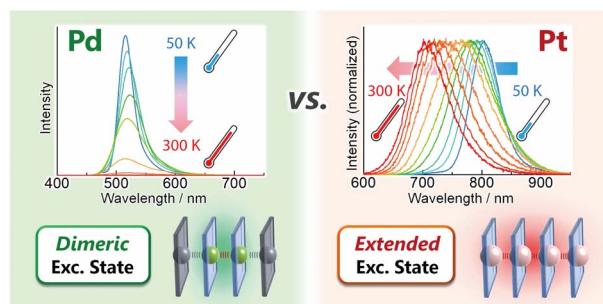 Pd
50 K
300 K
Intensity
400 500 600 700
Wavelength / nm
Dimeric
Exc. State
vs.
Pt
300 K
50 K
Intensity (normalized)
600 700 800 900
Wavelength / nm
Extended
Exc. State